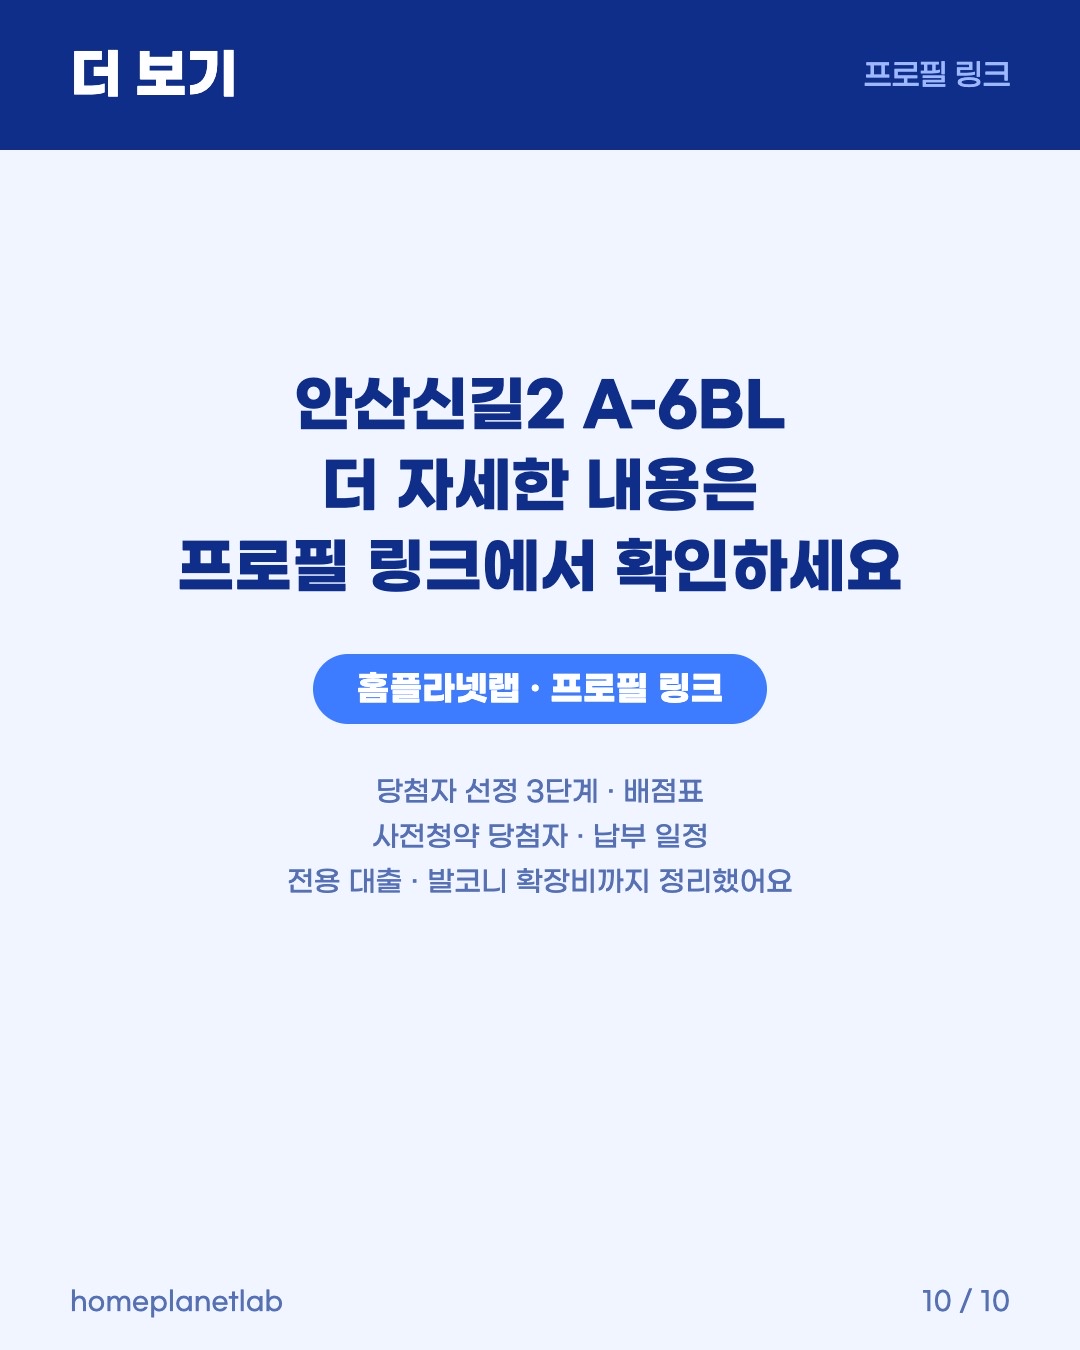 더 보기
프로필 링크
안산신길2 A-6BL
더 자세한 내용은
프로필 링크에서 확인하세요
홈플라넷랩 · 프로필 링크
당첨자 선정 3단계 · 배점표
사전청약 당첨자 · 납부 일정
전용 대출 · 발코니 확장비까지 정리했어요
homeplanetlab
10 / 10